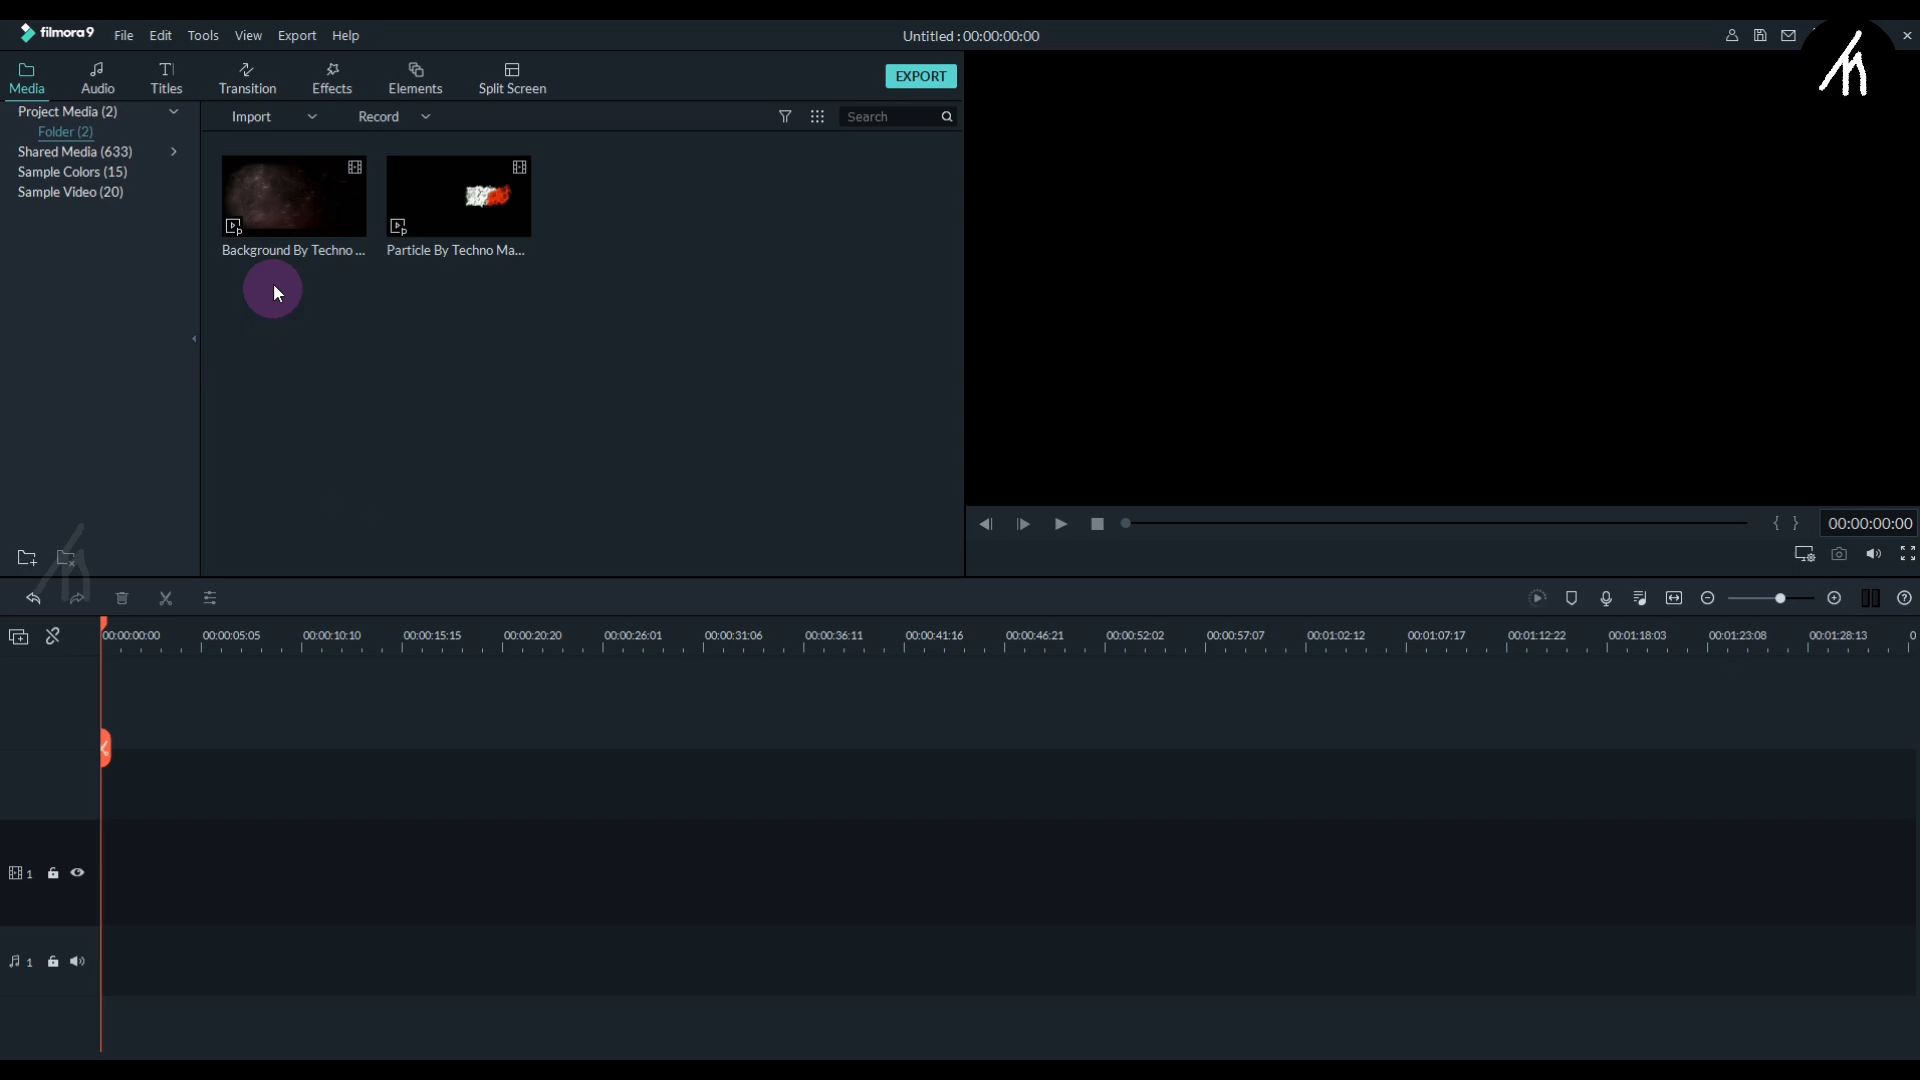 filmora9 File Edit Tools View Export Help Untitled : 00:00:00:00
Media Audio Titles Transition Effects Elements Split Screen EXPORT
Project Media (2)
Folder (2)
Shared Media (633)
Sample Colors (15)
Sample Video (20)
Import Record Search
Background By Techno ... Particle By Techno Ma...
{ } 00:00:00:00
00:00:00:00 00:00:05:05 00:00:10:10 00:00:15:15 00:00:20:20 00:00:26:01 00:00:31:06 00:00:36:11 00:00:41:16 00:00:46:21 00:00:52:02 00:00:57:07 00:01:02:12 00:01:07:17 00:01:12:22 00:01:18:03 00:01:23:08 00:01:28:13 0
1
1